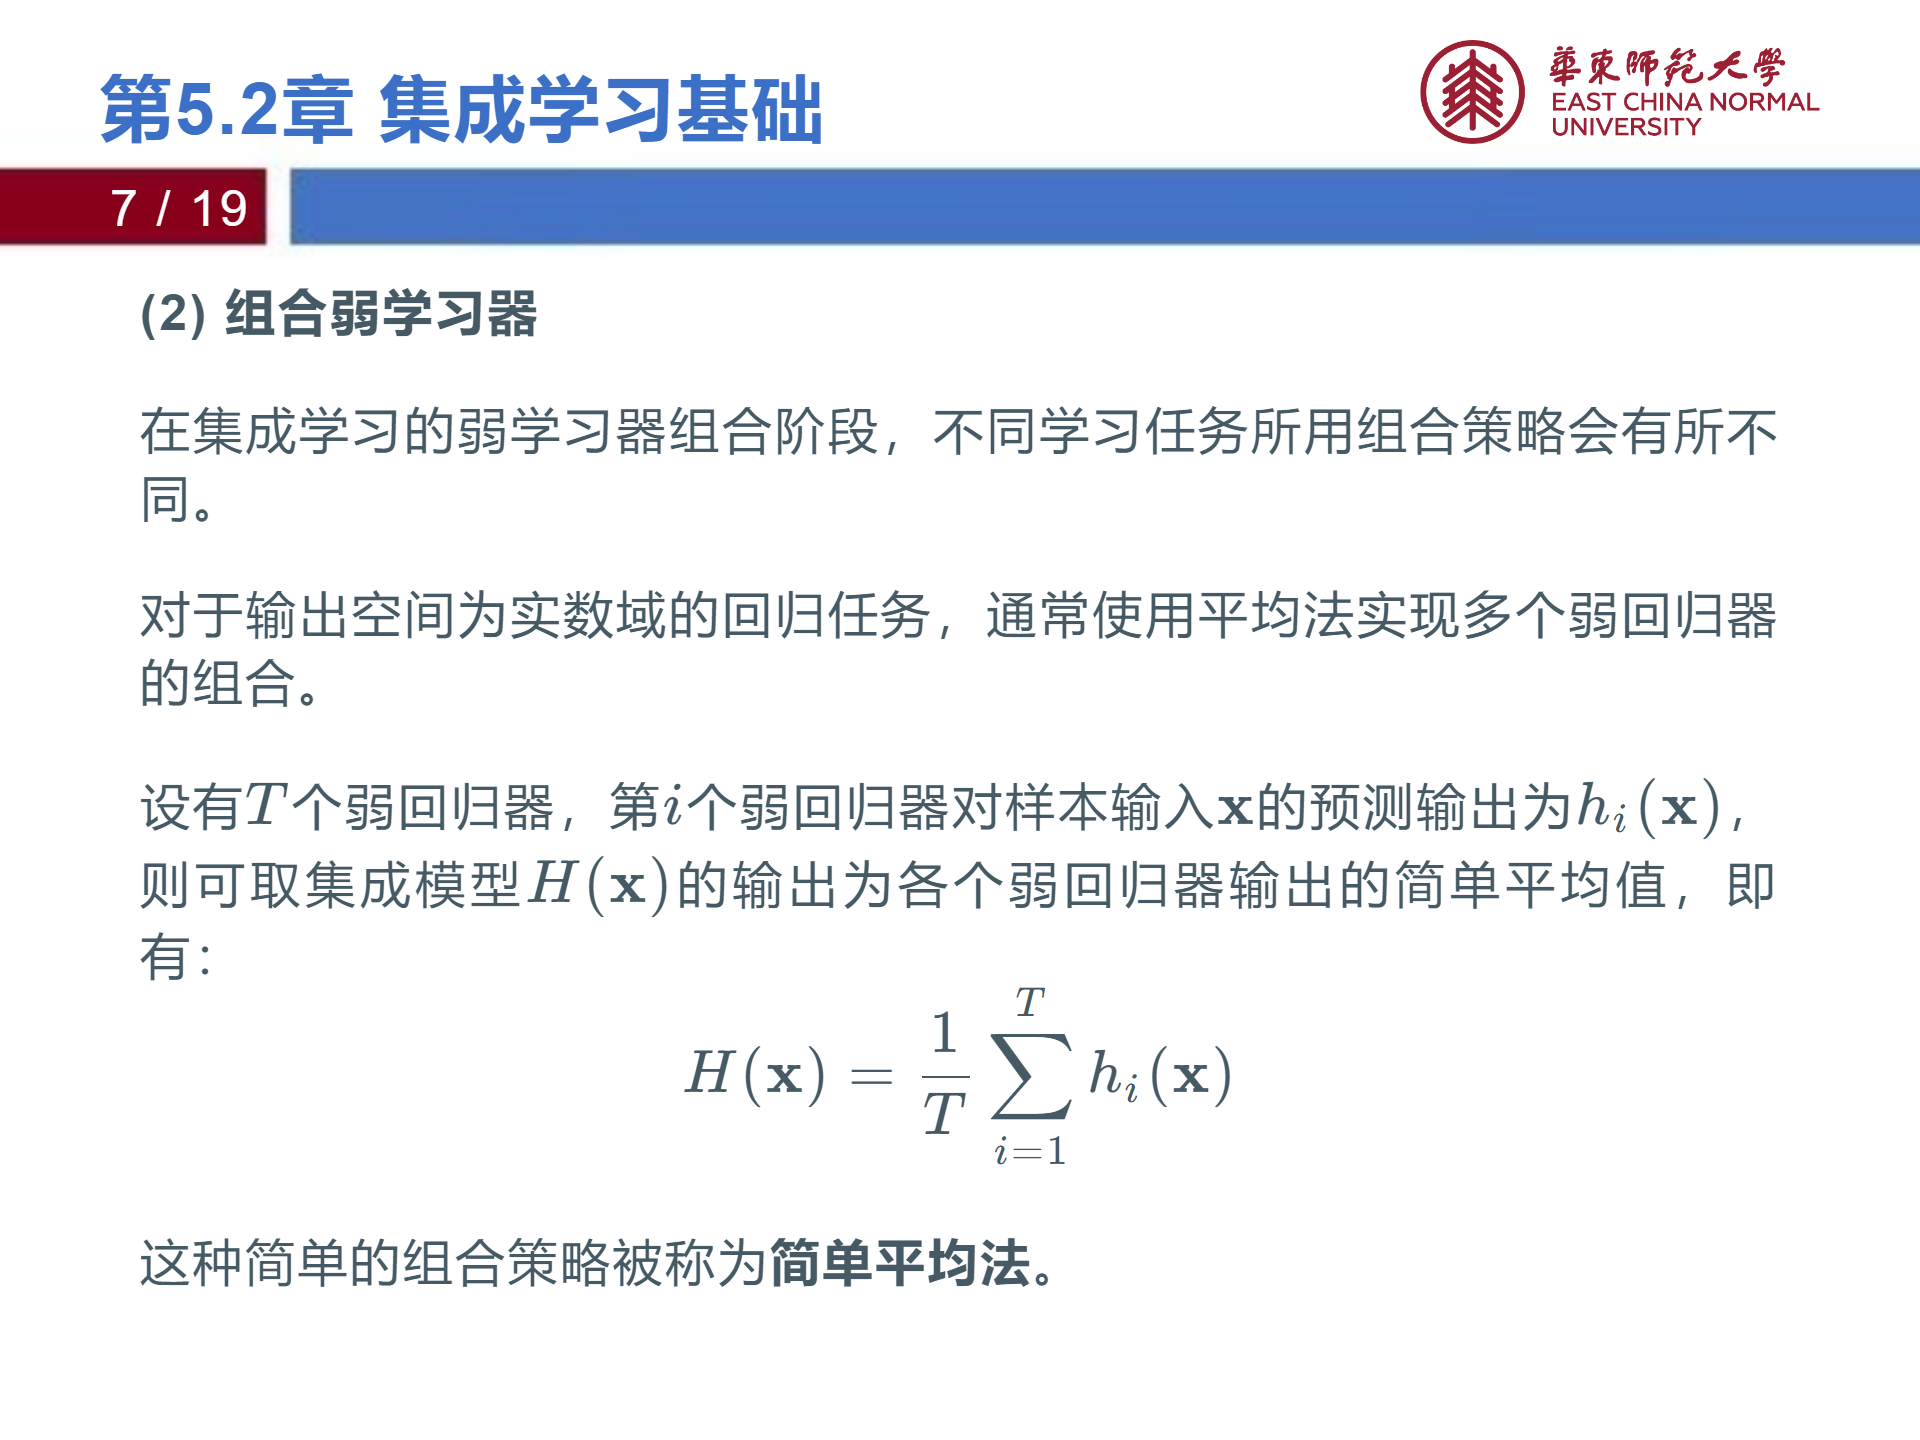 第5.2章 集成学习基础
華東師範大學
EAST CHINA NORMAL
UNIVERSITY
7 / 19
(2) 组合弱学习器
在集成学习的弱学习器组合阶段，不同学习任务所用组合策略会有所不
同。
对于输出空间为实数域的回归任务，通常使用平均法实现多个弱回归器
的组合。
设有T个弱回归器，第i个弱回归器对样本输入x的预测输出为h_i(x)，
则可取集成模型H(x)的输出为各个弱回归器输出的简单平均值，即
有：
H(x) = \frac{1}{T} \sum_{i=1}^{T} h_i(x)
这种简单的组合策略被称为简单平均法。